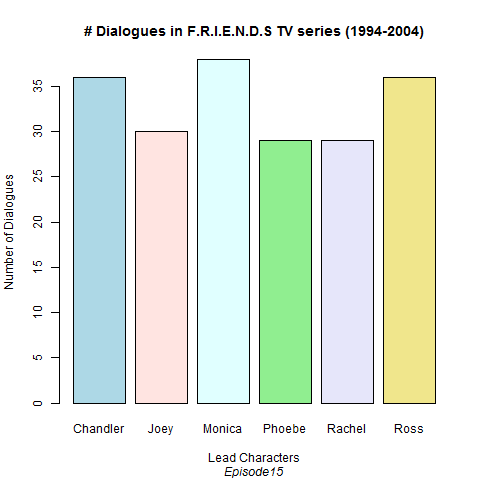 # Dialogues in F.R.I.E.N.D.S TV series (1994-2004)
Number of Dialogues
35
30
25
20
15
10
5
0
Chandler Joey Monica Phoebe Rachel Ross
Lead Characters
Episode15